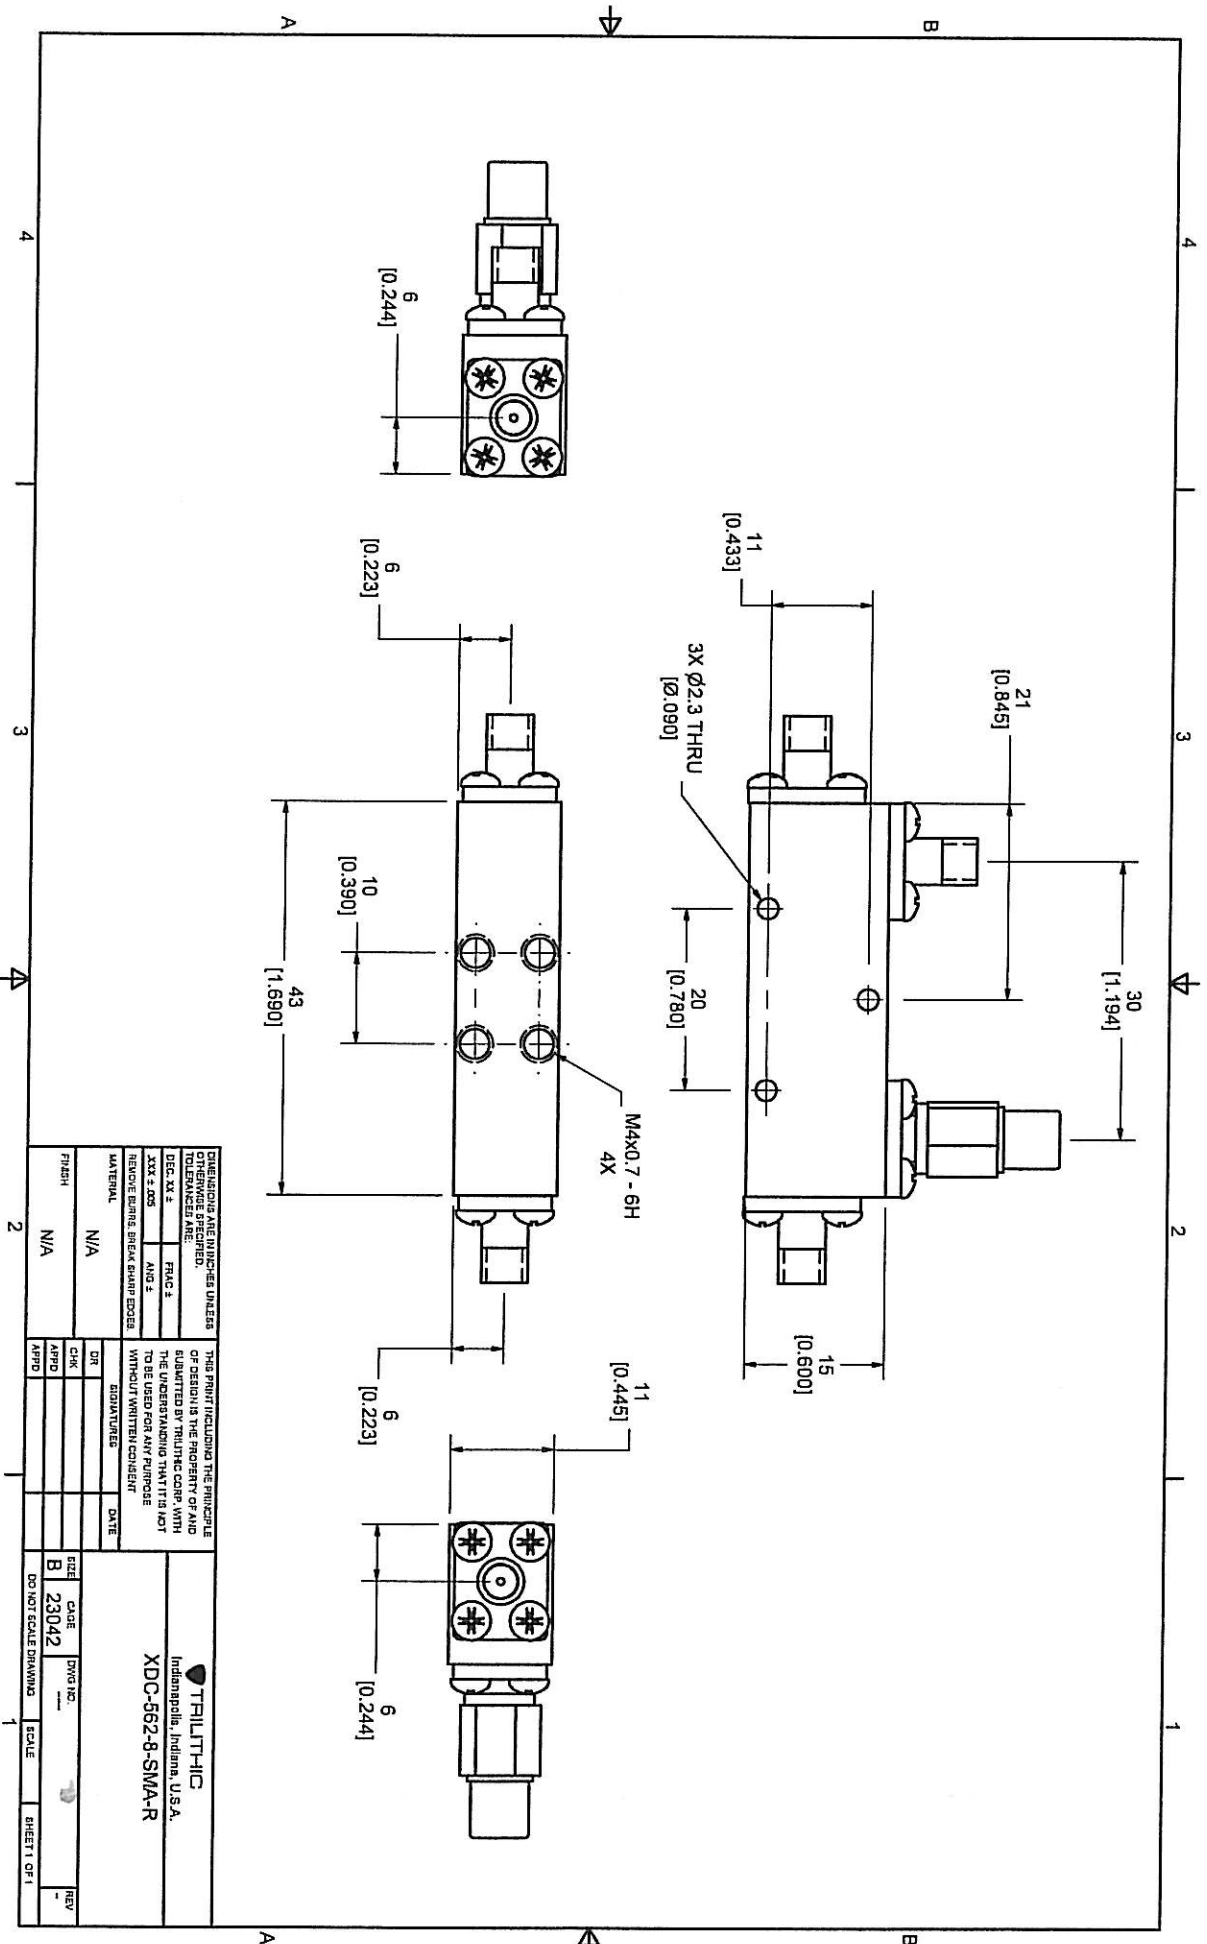 4
3
2
1
B
A
B
A
4
3
2
1
21
[0.845]
30
[1.194]
11
[0.433]
3X Ø2.3 THRU
[Ø.090]
20
[0.780]
15
[0.600]
M4x0.7 - 6H
4X
6
[0.244]
6
[0.223]
10
[0.390]
43
[1.690]
11
[0.445]
6
[0.223]
6
[0.244]
DIMENSIONS ARE IN INCHES UNLESS
OTHERWISE SPECIFIED.
TOLERANCES ARE:
DEC .XX ±
FRAC ±
.XXX ± .005
ANG ±
REMOVE BURRS, BREAK SHARP EDGES.
MATERIAL
N/A
FINISH
N/A
THIS PRINT INCLUDING THE PRINCIPLE
OF DESIGN IS THE PROPERTY OF AND
SUBMITTED BY TRILITHIC CORP. WITH
THE UNDERSTANDING THAT IT IS NOT
TO BE USED FOR ANY PURPOSE
WITHOUT WRITTEN CONSENT
SIGNATURES
DATE
DR
CHK
APPD
APPD
TRILITHIC
Indianapolis, Indiana, U.S.A.
XDC-562-8-SMA-R
SIZE
B
CAGE
23042
DWG NO.
---
REV
-
DO NOT SCALE DRAWING
SCALE
SHEET 1 OF 1